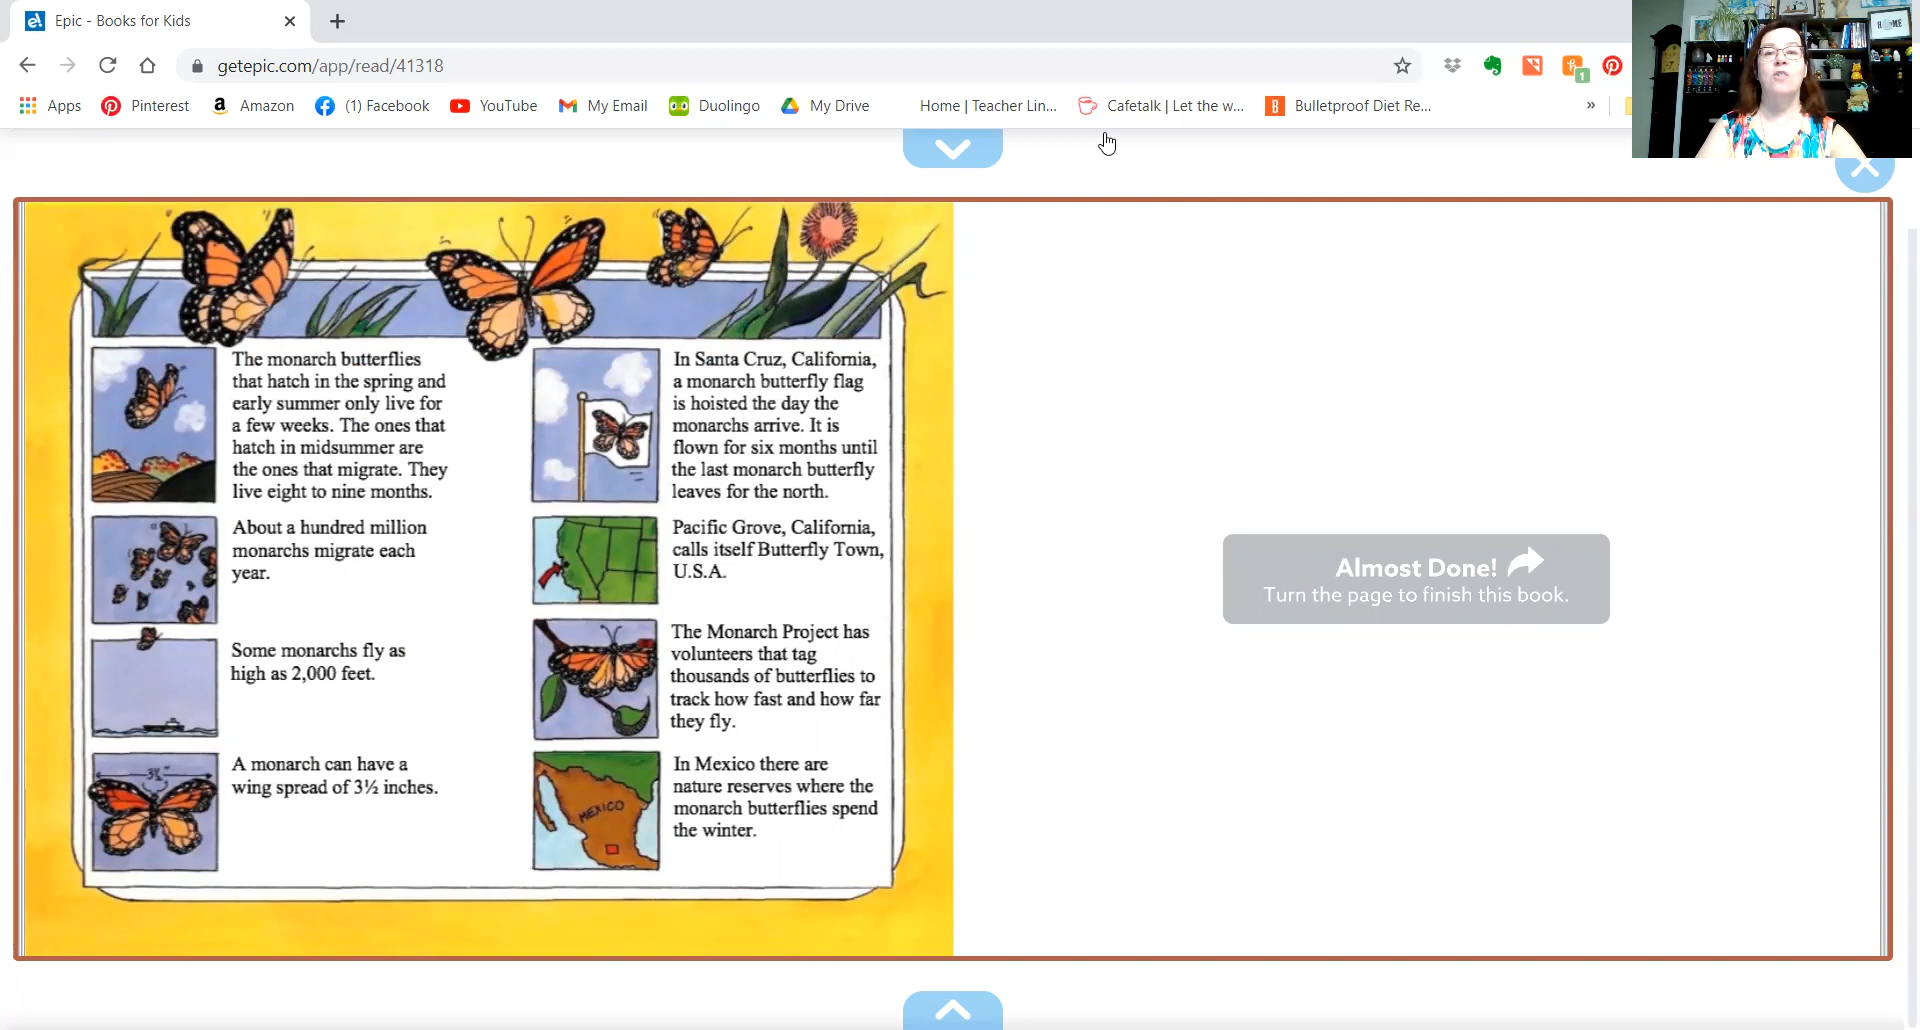 Epic - Books for Kids
getepic.com/app/read/41318
1
Apps Pinterest Amazon (1) Facebook YouTube My Email Duolingo My Drive Home | Teacher Lin... Cafetalk | Let the w... Bulletproof Diet Re... »
HOME
The monarch butterflies
that hatch in the spring and
early summer only live for
a few weeks. The ones that
hatch in midsummer are
the ones that migrate. They
live eight to nine months.
About a hundred million
monarchs migrate each
year.
Some monarchs fly as
high as 2,000 feet.
3½"
A monarch can have a
wing spread of 3½ inches.
In Santa Cruz, California,
a monarch butterfly flag
is hoisted the day the
monarchs arrive. It is
flown for six months until
the last monarch butterfly
leaves for the north.
Pacific Grove, California,
calls itself Butterfly Town,
U.S.A.
The Monarch Project has
volunteers that tag
thousands of butterflies to
track how fast and how far
they fly.
MEXICO
In Mexico there are
nature reserves where the
monarch butterflies spend
the winter.
Almost Done!
Turn the page to finish this book.